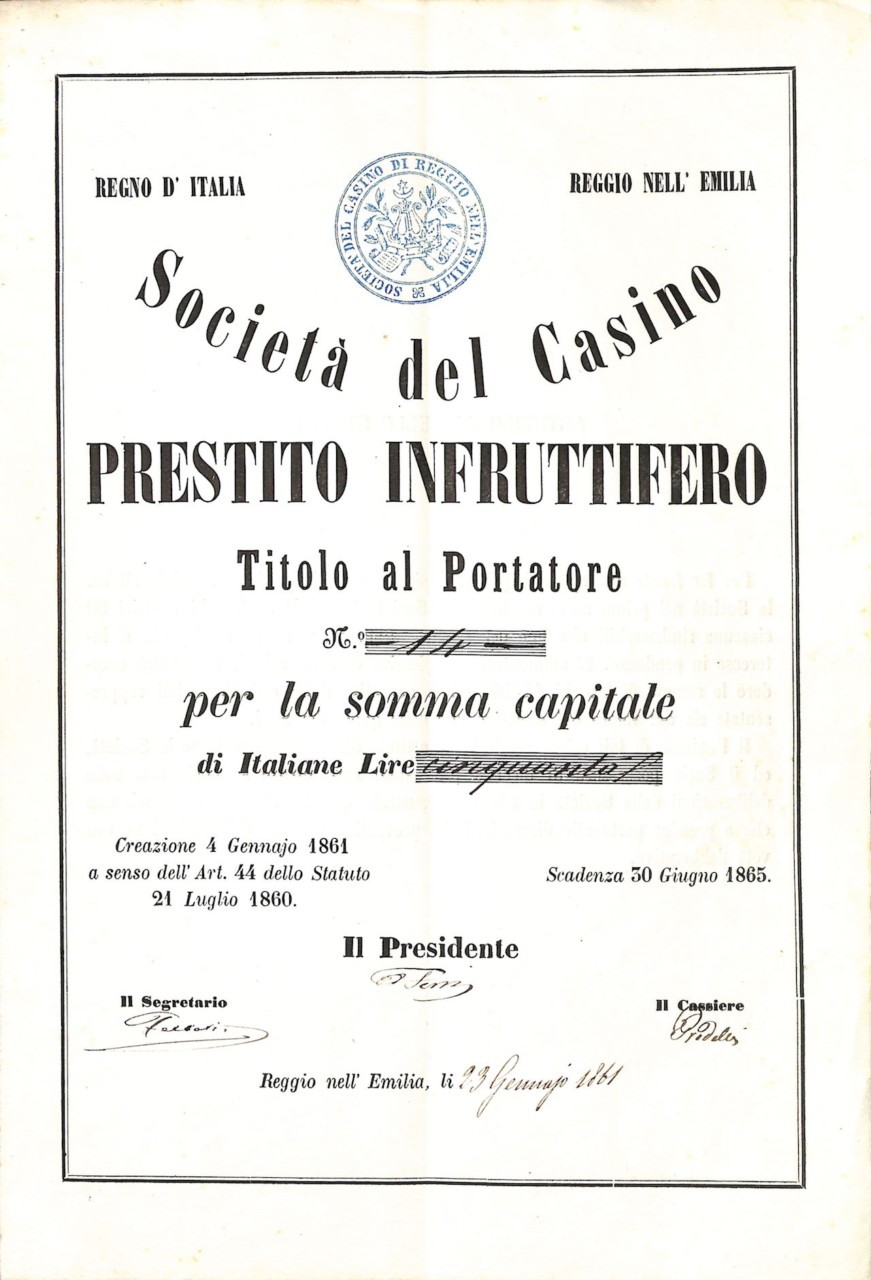 REGNO D' ITALIA
SOCIETA' DEL CASINO DI REGGIO NELL' EMILIA
REGGIO NELL' EMILIA
Società del Casino
PRESTITO INFRUTTIFERO
Titolo al Portatore
N.º 14
per la somma capitale
di Italiane Lire cinquanta
Creazione 4 Gennajo 1861
a senso dell' Art. 44 dello Statuto
21 Luglio 1860.
Scadenza 30 Giugno 1865.
Il Presidente
Il Segretario
Il Cassiere
Reggio nell' Emilia, li 23 Gennajo 1861